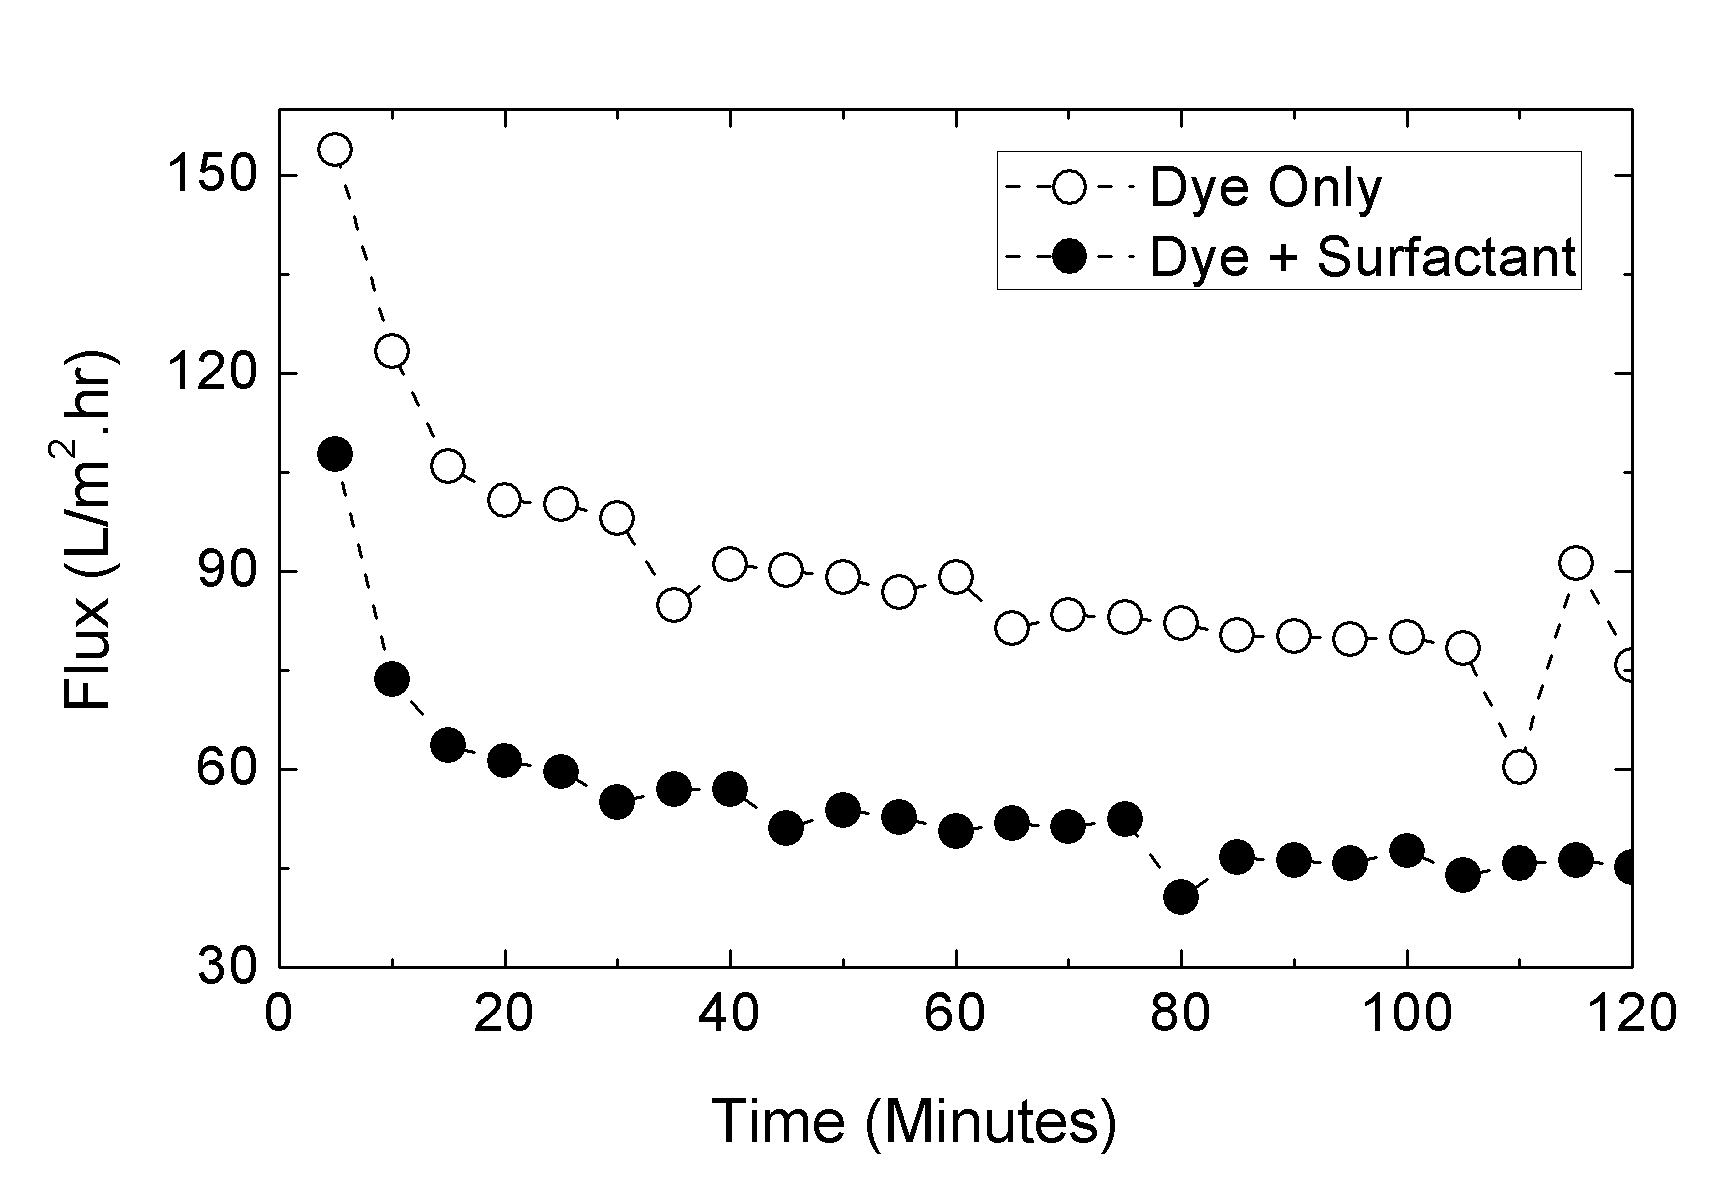 Dye Only
Dye + Surfactant
150
120
90
60
30
0 20 40 60 80 100 120
Flux (L/m².hr)
Time (Minutes)